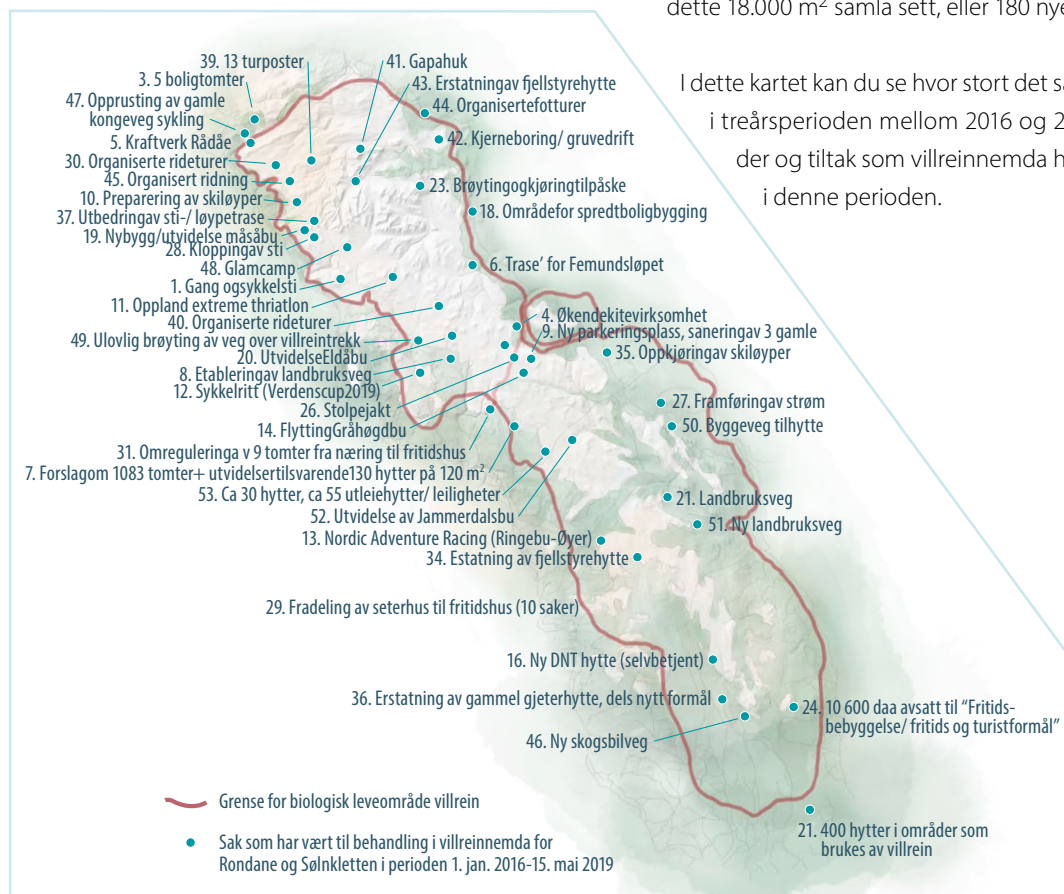 dette 18.000 m² samla sett, eller 180 nye
I dette kartet kan du se hvor stort det s
i treårsperioden mellom 2016 og 2
der og tiltak som villreinnemda h
i denne perioden.
39. 13 turposter
41. Gapahuk
3. 5 boligtomter
43. Erstatningav fjellstyrehytte
47. Opprusting av gamle
kongeveg sykling
44. Organisertefotturer
5. Kraftverk Rådåe
42. Kjerneboring/ gruvedrift
30. Organiserte rideturer
45. Organisert ridning
23. Brøytingogkjøringtilpåske
10. Preparering av skiløyper
37. Utbedringav sti-/ løypetrase
18. Områdefor spredtboligbygging
19. Nybygg/utvidelse måsåbu
28. Kloppingav sti
48. Glamcamp
6. Trase’ for Femundsløpet
1. Gang ogsykkelsti
11. Oppland extreme thriatlon
40. Organiserte rideturer
4. Økendekitevirksomhet
9. Ny parkeringsplass, saneringav 3 gamle
49. Ulovlig brøyting av veg over villreintrekk
35. Oppkjøringav skiløyper
20. UtvidelseEldåbu
8. Etableringav landbruksveg
12. Sykkelritt (Verdenscup2019)
26. Stolpejakt
27. Framføringav strøm
14. FlyttingGråhøgdbu
50. Byggeveg tilhytte
31. Omreguleringa v 9 tomter fra næring til fritidshus
7. Forslagom 1083 tomter+ utvidelsertilsvarende130 hytter på 120 m²
53. Ca 30 hytter, ca 55 utleiehytter/ leiligheter
21. Landbruksveg
52. Utvidelse av Jammerdalsbu
51. Ny landbruksveg
13. Nordic Adventure Racing (Ringebu-Øyer)
34. Estatning av fjellstyrehytte
29. Fradeling av seterhus til fritidshus (10 saker)
16. Ny DNT hytte (selvbetjent)
36. Erstatning av gammel gjeterhytte, dels nytt formål
24. 10 600 daa avsatt til “Fritids-
bebyggelse/ fritids og turistformål”
46. Ny skogsbilveg
Grense for biologisk leveområde villrein
Sak som har vært til behandling i villreinnemda for
Rondane og Sølnkletten i perioden 1. jan. 2016-15. mai 2019
21. 400 hytter i områder som
brukes av villrein